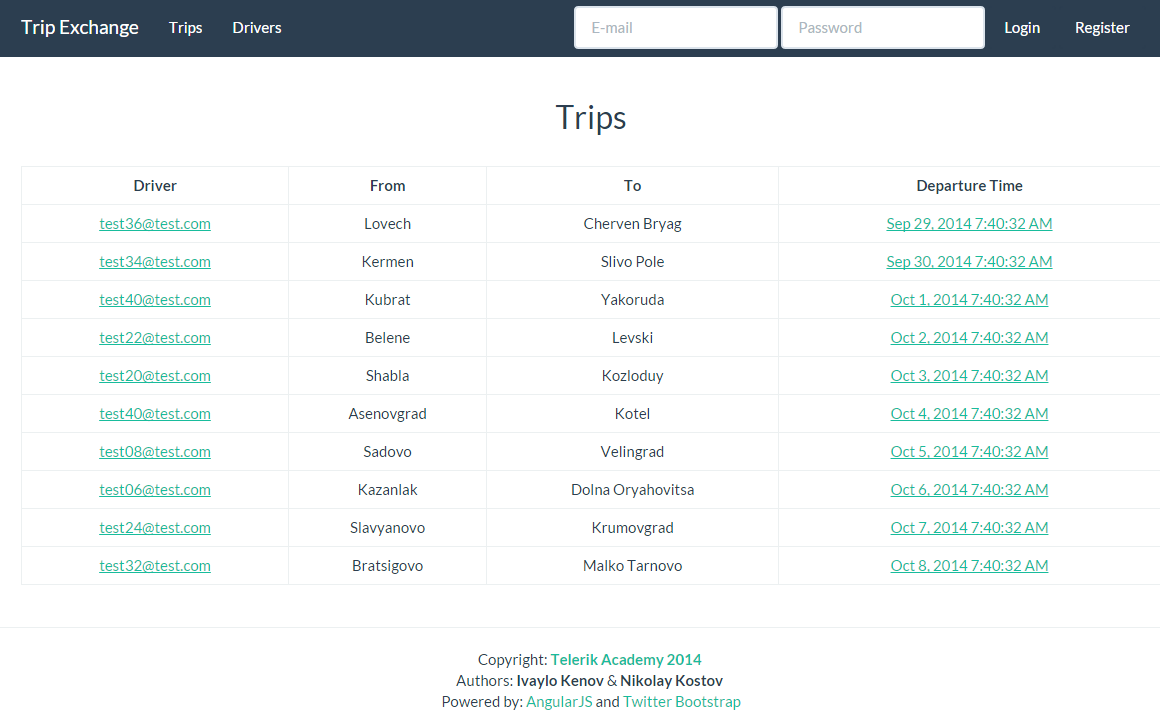 Trip Exchange Trips Drivers E-mail Password Login Register
Trips
Driver From To Departure Time
test36@test.com Lovech Cherven Bryag Sep 29, 2014 7:40:32 AM
test34@test.com Kermen Slivo Pole Sep 30, 2014 7:40:32 AM
test40@test.com Kubrat Yakoruda Oct 1, 2014 7:40:32 AM
test22@test.com Belene Levski Oct 2, 2014 7:40:32 AM
test20@test.com Shabla Kozloduy Oct 3, 2014 7:40:32 AM
test40@test.com Asenovgrad Kotel Oct 4, 2014 7:40:32 AM
test08@test.com Sadovo Velingrad Oct 5, 2014 7:40:32 AM
test06@test.com Kazanlak Dolna Oryahovitsa Oct 6, 2014 7:40:32 AM
test24@test.com Slavyanovo Krumovgrad Oct 7, 2014 7:40:32 AM
test32@test.com Bratsigovo Malko Tarnovo Oct 8, 2014 7:40:32 AM
Copyright: Telerik Academy 2014
Authors: Ivaylo Kenov & Nikolay Kostov
Powered by: AngularJS and Twitter Bootstrap